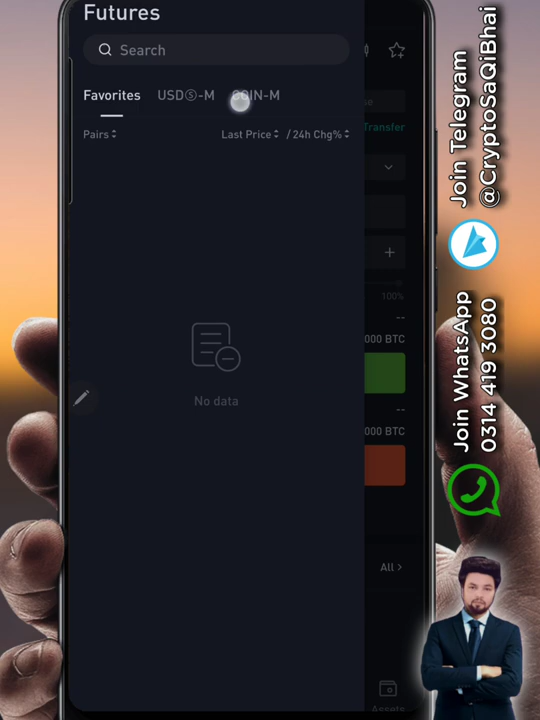 Futures
Search
Favorites USDⓈ-M COIN-M
Pairs Last Price / 24h Chg%
Transfer
100%
--
000 BTC
--
000 BTC
No data
All >
Assets
Join Telegram
@CryptoSaQiBhai
Join WhatsApp
0314 419 3080